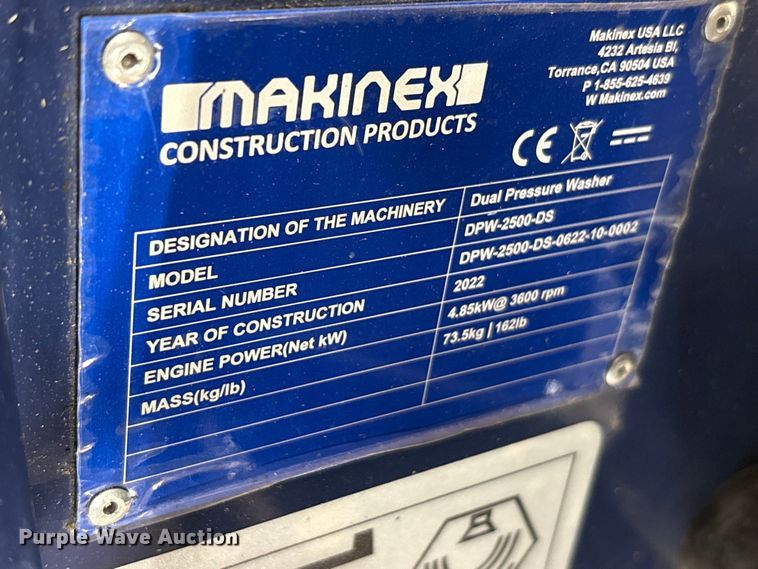 MAKINEX
CONSTRUCTION PRODUCTS
Makinex USA LLC
4232 Artesia Bl,
Torrance,CA 90504 USA
P 1-855-625-4639
W Makinex.com
CE
DESIGNATION OF THE MACHINERY Dual Pressure Washer
MODEL DPW-2500-DS
SERIAL NUMBER DPW-2500-DS-0622-10-0002
YEAR OF CONSTRUCTION 2022
ENGINE POWER(Net kW) 4.85kW@ 3600 rpm
MASS(kg/lb) 73.5kg | 162lb
Purple Wave Auction